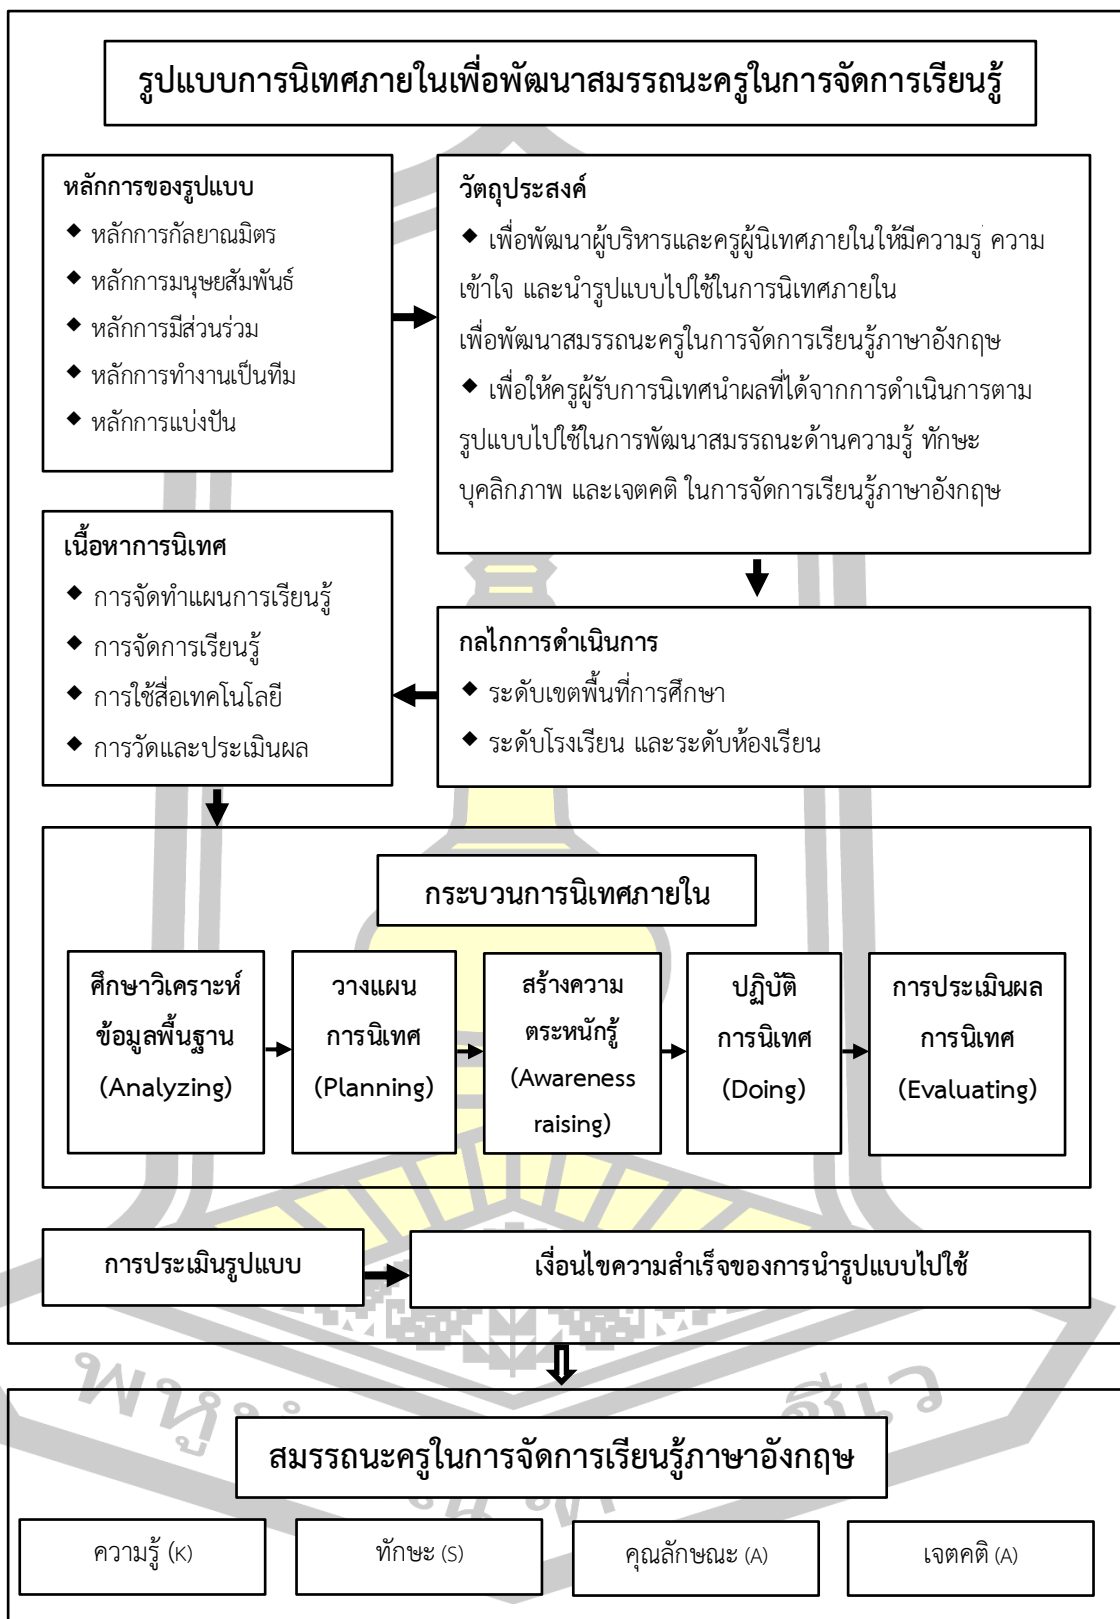 รูปแบบการนิเทศภายในเพื่อพัฒนาสมรรถนะครูในการจัดการเรียนรู้
หลักการของรูปแบบ
◆ หลักการกัลยาณมิตร
◆ หลักการมนุษยสัมพันธ์
◆ หลักการมีส่วนร่วม
◆ หลักการทำงานเป็นทีม
◆ หลักการแบ่งปัน
วัตถุประสงค์
◆ เพื่อพัฒนาผู้บริหารและครูผู้นิเทศภายในให้มีความรู้ ความ
เข้าใจ และนำรูปแบบไปใช้ในการนิเทศภายใน
เพื่อพัฒนาสมรรถนะครูในการจัดการเรียนรู้ภาษาอังกฤษ
◆ เพื่อให้ครูผู้รับการนิเทศนำผลที่ได้จากการดำเนินการตาม
รูปแบบไปใช้ในการพัฒนาสมรรถนะด้านความรู้ ทักษะ
บุคลิกภาพ และเจตคติ ในการจัดการเรียนรู้ภาษาอังกฤษ
เนื้อหาการนิเทศ
◆ การจัดทำแผนการเรียนรู้
◆ การจัดการเรียนรู้
◆ การใช้สื่อเทคโนโลยี
◆ การวัดและประเมินผล
กลไกการดำเนินการ
◆ ระดับเขตพื้นที่การศึกษา
◆ ระดับโรงเรียน และระดับห้องเรียน
กระบวนการนิเทศภายใน
ศึกษาวิเคราะห์
ข้อมูลพื้นฐาน
(Analyzing)
วางแผน
การนิเทศ
(Planning)
สร้างความ
ตระหนักรู้
(Awareness
raising)
ปฏิบัติ
การนิเทศ
(Doing)
การประเมินผล
การนิเทศ
(Evaluating)
การประเมินรูปแบบ
เงื่อนไขความสำเร็จของการนำรูปแบบไปใช้
สมรรถนะครูในการจัดการเรียนรู้ภาษาอังกฤษ
ความรู้ (K)
ทักษะ (S)
คุณลักษณะ (A)
เจตคติ (A)